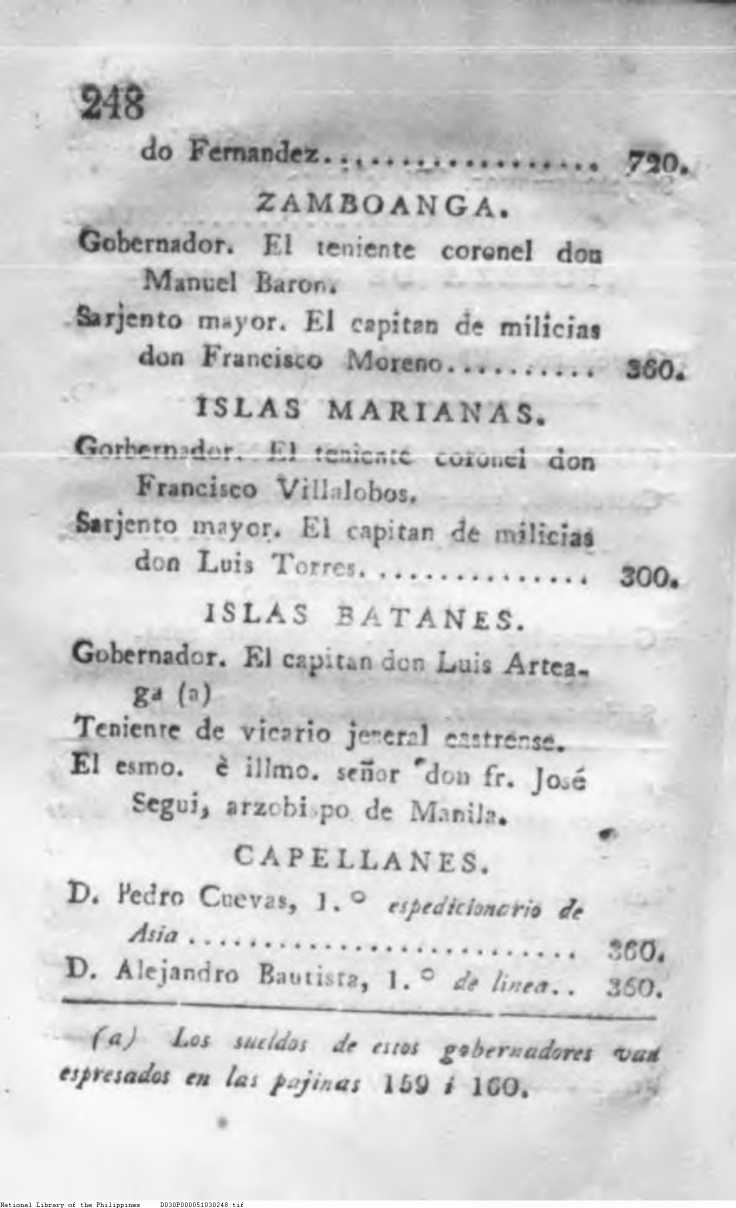 248
do Fernandez................... 720.
ZAMBOANGA.
Gobernador. El teniente coronel don
Manuel Baron.
Sarjento mayor. El capitan de milicias
don Francisco Moreno.......... 360.
ISLAS MARIANAS.
Gorbernador. El teniente coronel don
Francisco Villalobos.
Sarjento mayor. El capitan de milicias
don Luis Torres. .............. 300.
ISLAS BATANES.
Gobernador. El capitan don Luis Artea-
ga (a)
Teniente de vicario jeneral castrense.
El esmo. è illmo. señor don fr. José
Segui, arzobispo de Manila.
CAPELLANES.
D. Pedro Cuevas, 1.º espedicionario de
Asia .......................... 360.
D. Alejandro Bautista, 1.º de linea.. 360.
(a) Los sueldos de estos gobernadores van
espresados en las pajinas 159 i 160.
National Library of the Philippines D030P000051030248 tif